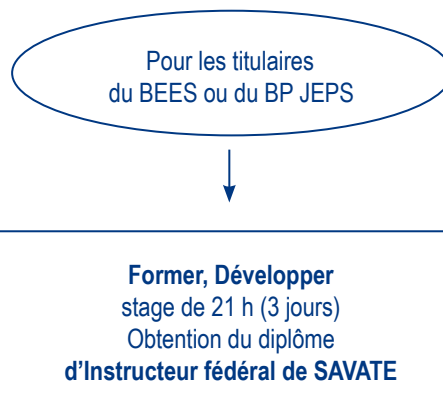 Pour les titulaires
du BEES ou du BP JEPS
Former, Développer
stage de 21 h (3 jours)
Obtention du diplôme
d'Instructeur fédéral de SAVATE